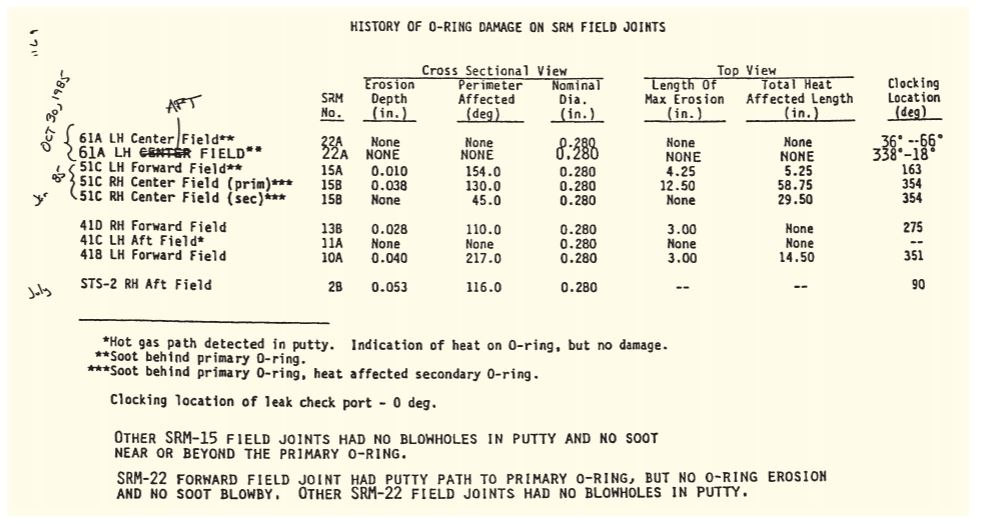 HISTORY OF O-RING DAMAGE ON SRM FIELD JOINTS
Cross Sectional View Top View
Erosion Perimeter Nominal Length Of Total Heat Clocking
SRM Depth Affected Dia. Max Erosion Affected Length Location
No. (in.) (deg) (in.) (in.) (in.) (deg)
OCT 30, 1985
APT
61A LH Center Field** 22A None None 0.280 None None 36°--66°
61A LH CENTER FIELD** 22A NONE NONE 0.280 NONE NONE 338°-18°
51C LH Forward Field** 15A 0.010 154.0 0.280 4.25 5.25 163
51C RH Center Field (prim)*** 15B 0.038 130.0 0.280 12.50 58.75 354
51C RH Center Field (sec)*** 15B None 45.0 0.280 None 29.50 354
41D RH Forward Field 13B 0.028 110.0 0.280 3.00 None 275
41C LH Aft Field* 11A None None 0.280 None None --
41B LH Forward Field 10A 0.040 217.0 0.280 3.00 14.50 351
July
STS-2 RH Aft Field 2B 0.053 116.0 0.280 -- -- 90
*Hot gas path detected in putty. Indication of heat on O-ring, but no damage.
**Soot behind primary O-ring.
***Soot behind primary O-ring, heat affected secondary O-ring.
Clocking location of leak check port - 0 deg.
OTHER SRM-15 FIELD JOINTS HAD NO BLOWHOLES IN PUTTY AND NO SOOT
NEAR OR BEYOND THE PRIMARY O-RING.
SRM-22 FORWARD FIELD JOINT HAD PUTTY PATH TO PRIMARY O-RING, BUT NO O-RING EROSION
AND NO SOOT BLOWBY. OTHER SRM-22 FIELD JOINTS HAD NO BLOWHOLES IN PUTTY.